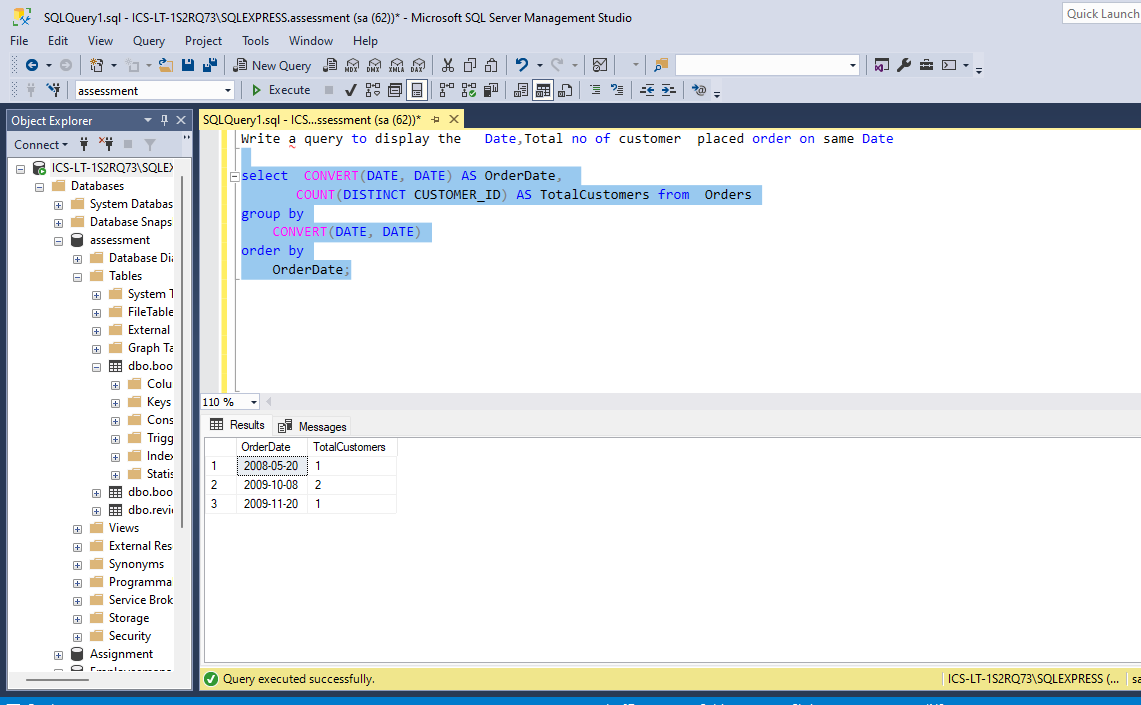 SQLQuery1.sql - ICS-LT-1S2RQ73\SQLEXPRESS.assessment (sa (62))* - Microsoft SQL Server Management Studio
Quick Launch
File Edit View Query Project Tools Window Help
New Query MDX DMX XMLA DAX
assessment Execute
Object Explorer
SQLQuery1.sql - ICS...ssessment (sa (62))*
Connect
Write a query to display the Date,Total no of customer placed order on same Date
select CONVERT(DATE, DATE) AS OrderDate,
COUNT(DISTINCT CUSTOMER_ID) AS TotalCustomers from Orders
group by
CONVERT(DATE, DATE)
order by
OrderDate;
ICS-LT-1S2RQ73\SQLEX
Databases
System Databas
Database Snaps
assessment
Database Dia
Tables
System T
FileTable
External
Graph Ta
dbo.boo
Colu
Keys
Cons
Trigg
Index
Statis
dbo.boo
dbo.revi
Views
External Res
Synonyms
Programma
Service Brok
Storage
Security
Assignment
110 %
Results Messages
OrderDate TotalCustomers
1 2008-05-20 1
2 2009-10-08 2
3 2009-11-20 1
Query executed successfully.
ICS-LT-1S2RQ73\SQLEXPRESS (... sa